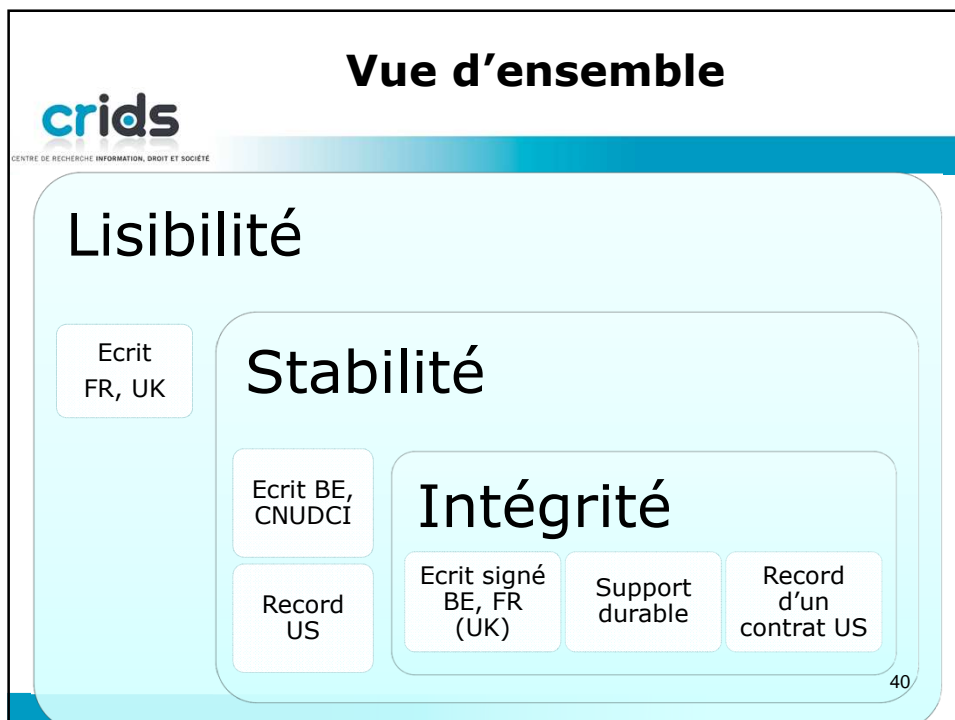 Vue d’ensemble
crids
CENTRE DE RECHERCHE INFORMATION, DROIT ET SOCIÉTÉ
Lisibilité
Ecrit
FR, UK
Stabilité
Ecrit BE,
CNUDCI
Record
US
Intégrité
Ecrit signé
BE, FR
(UK)
Support
durable
Record
d’un
contrat US
40